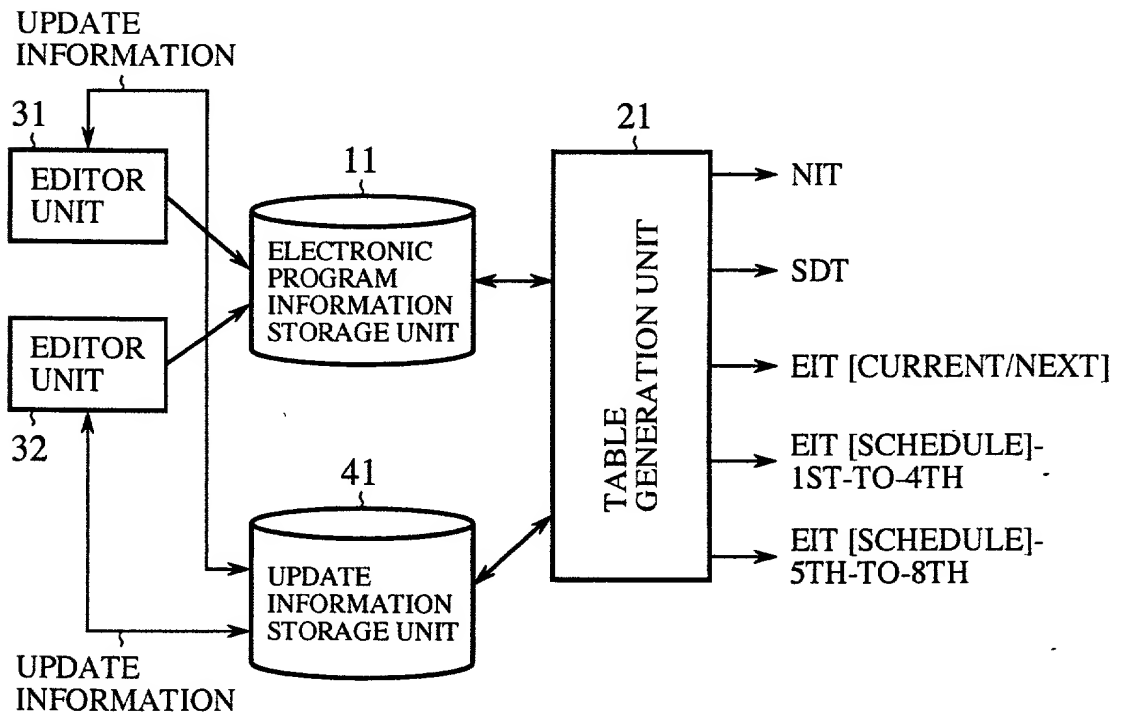 UPDATE
INFORMATION
31
EDITOR
UNIT
11
ELECTRONIC
PROGRAM
INFORMATION
STORAGE UNIT
EDITOR
UNIT
32
41
UPDATE
INFORMATION
STORAGE UNIT
UPDATE
INFORMATION
21
TABLE
GENERATION UNIT
NIT
SDT
EIT [CURRENT/NEXT]
EIT [SCHEDULE]-
1ST-TO-4TH
EIT [SCHEDULE]-
5TH-TO-8TH